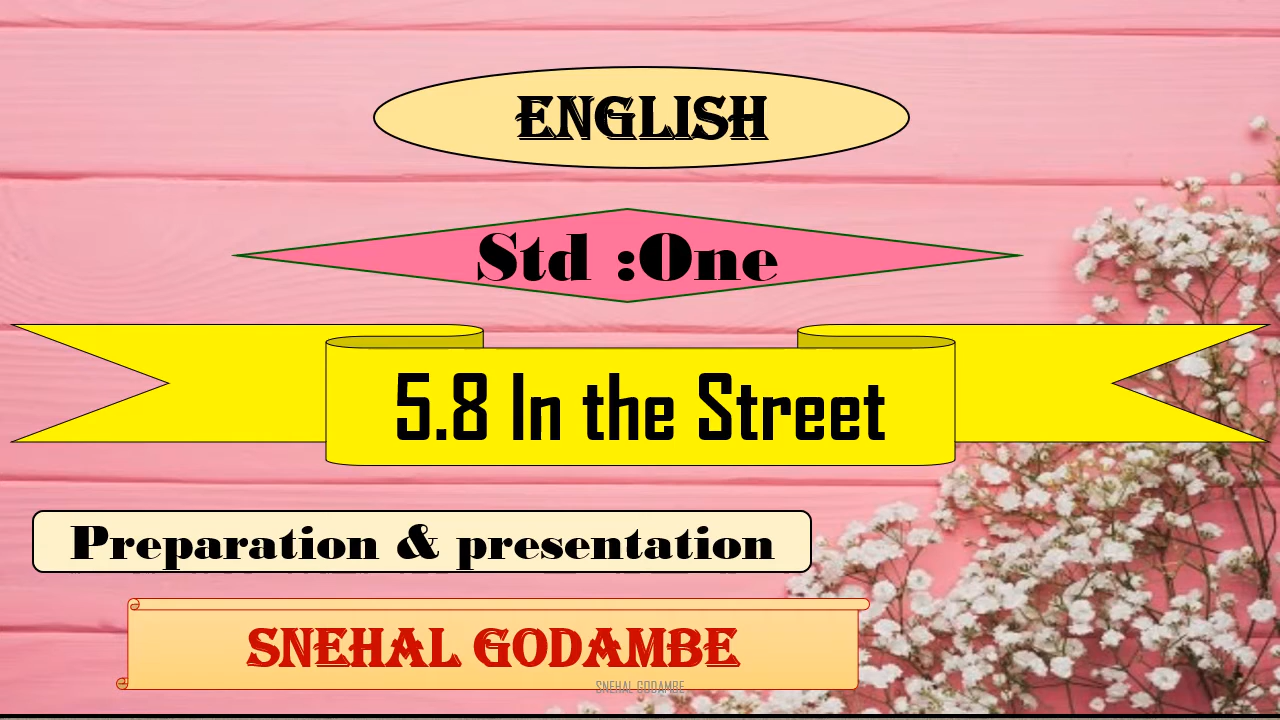 ENGLISH
Std :One
5.8 In the Street
Preparation & presentation
SNEHAL GODAMBE
SNEHAL GODAMBE